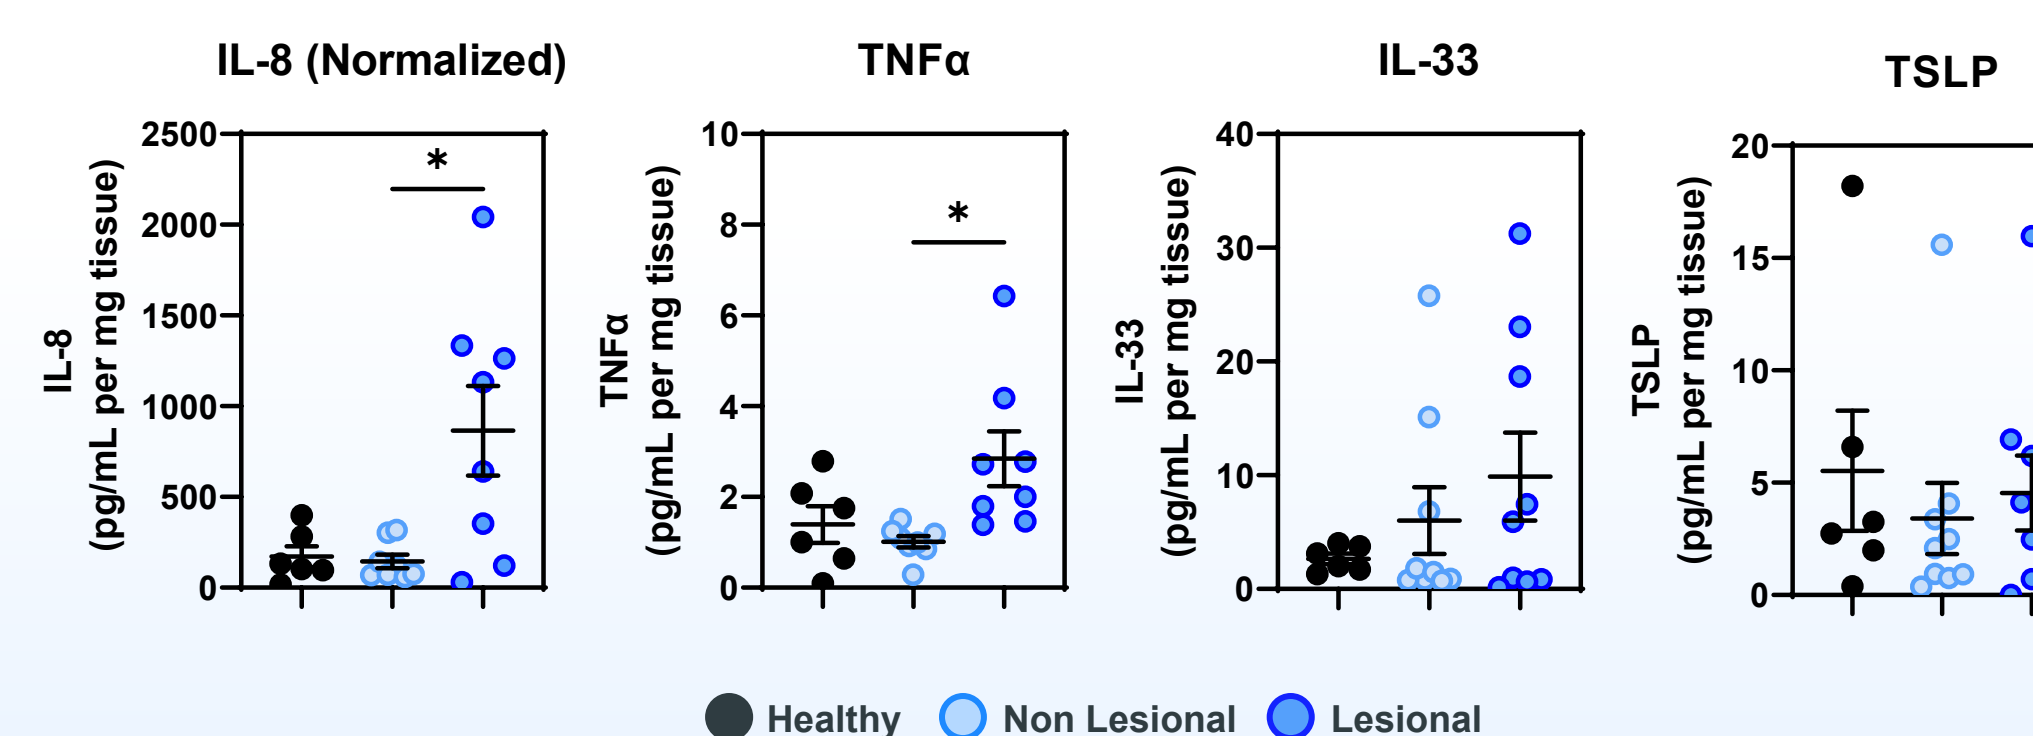 IL-8 (Normalized)
IL-8
(pg/mL per mg tissue)
2500
2000
1500
1000
500
0
*
TNFα
TNFα
(pg/mL per mg tissue)
10
8
6
4
2
0
*
IL-33
IL-33
(pg/mL per mg tissue)
40
30
20
10
0
TSLP
TSLP
(pg/mL per mg tissue)
20
15
10
5
0
Healthy
Non Lesional
Lesional